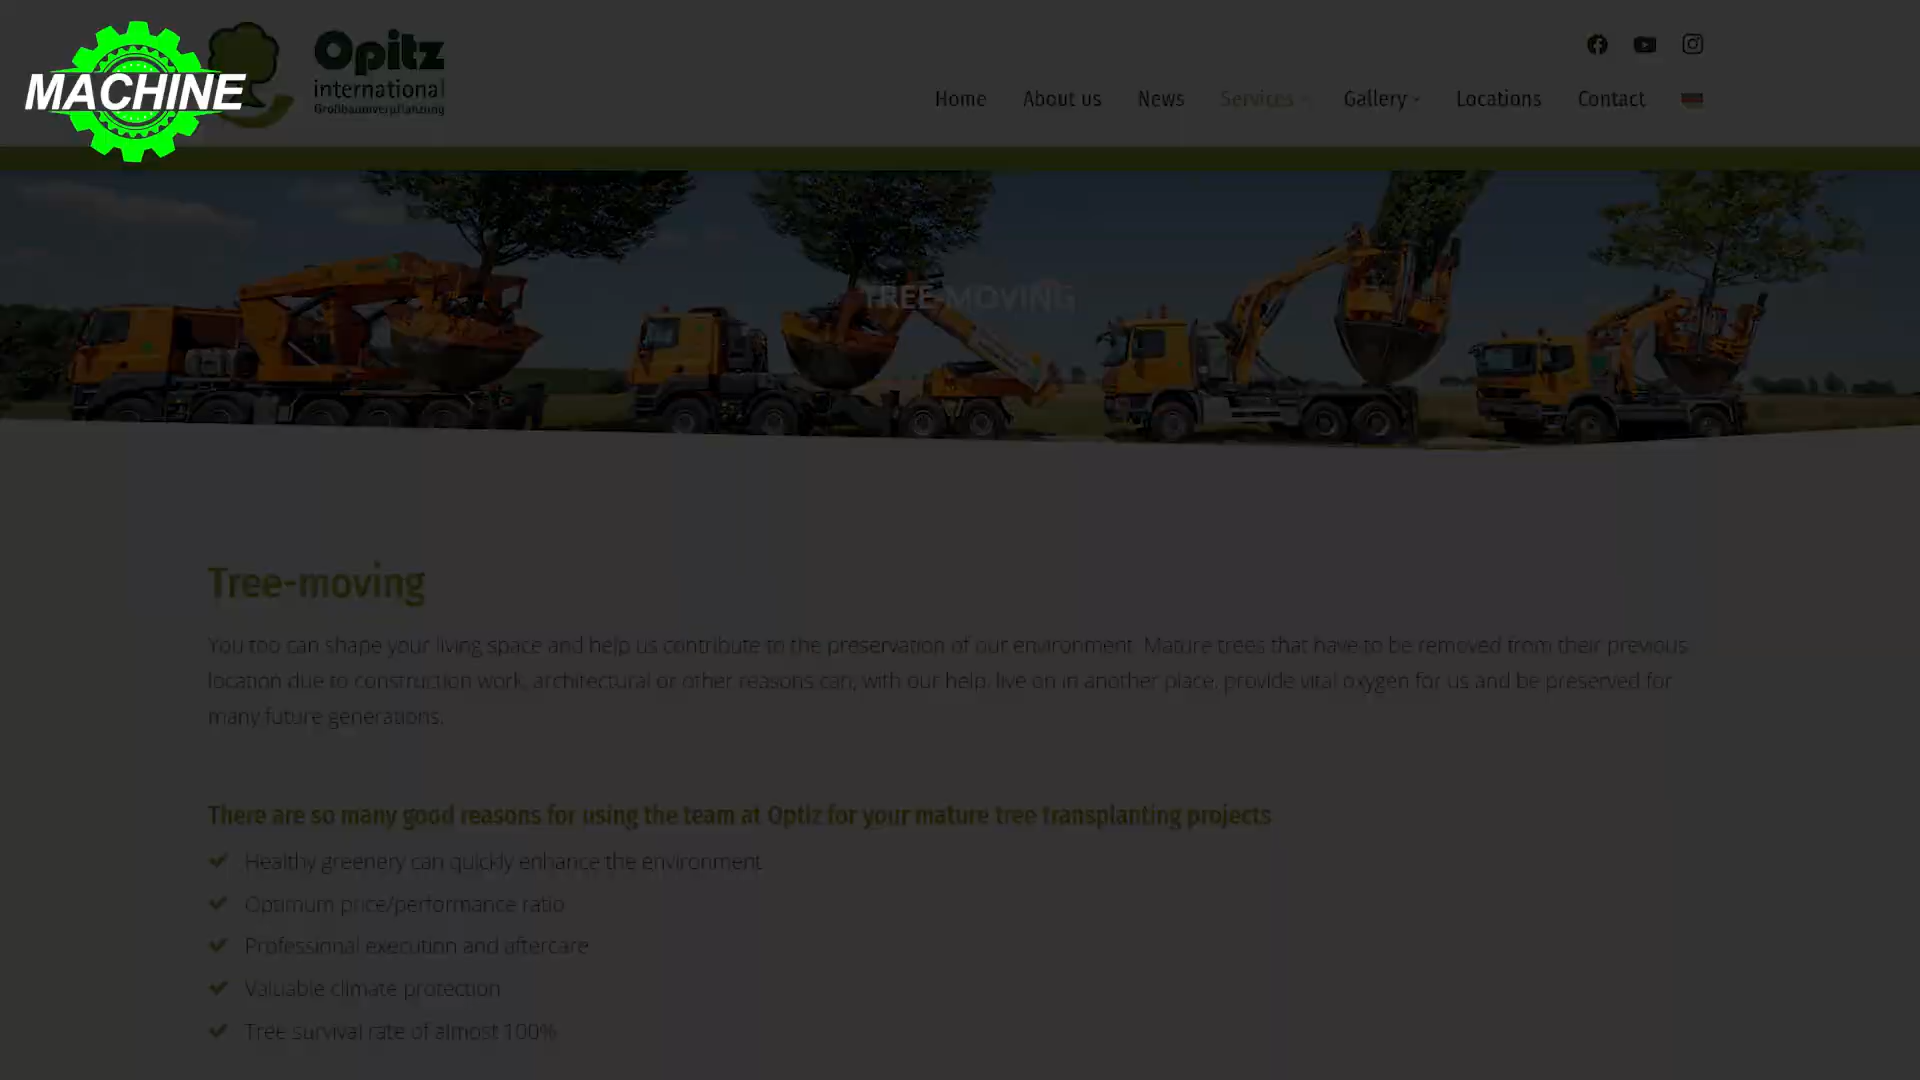 MACHINE
Opitz
international
Großbaumverpflanzung
Home About us News Services Gallery Locations Contact
TREE-MOVING
Tree-moving
You too can shape your living space and help us contribute to the preservation of our environment. Mature trees that have to be removed from their previous
location due to construction work, architectural or other reasons can, with our help, live on in another place, provide vital oxygen for us and be preserved for
many future generations.
There are so many good reasons for using the team at Optiz for your mature tree transplanting projects
Healthy greenery can quickly enhance the environment
Optimum price/performance ratio
Professional execution and aftercare
Valuable climate protection
Tree survival rate of almost 100%